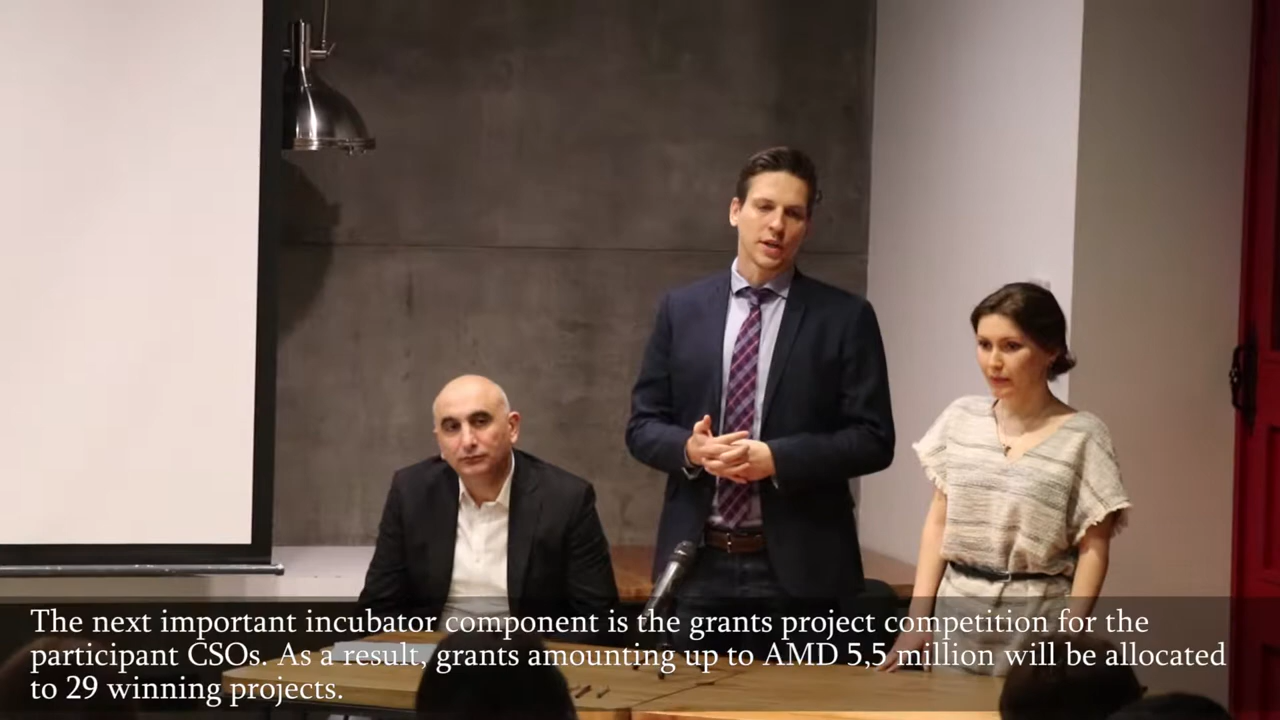 The next important incubator component is the grants project competition for the
participant CSOs. As a result, grants amounting up to AMD 5,5 million will be allocated
to 29 winning projects.